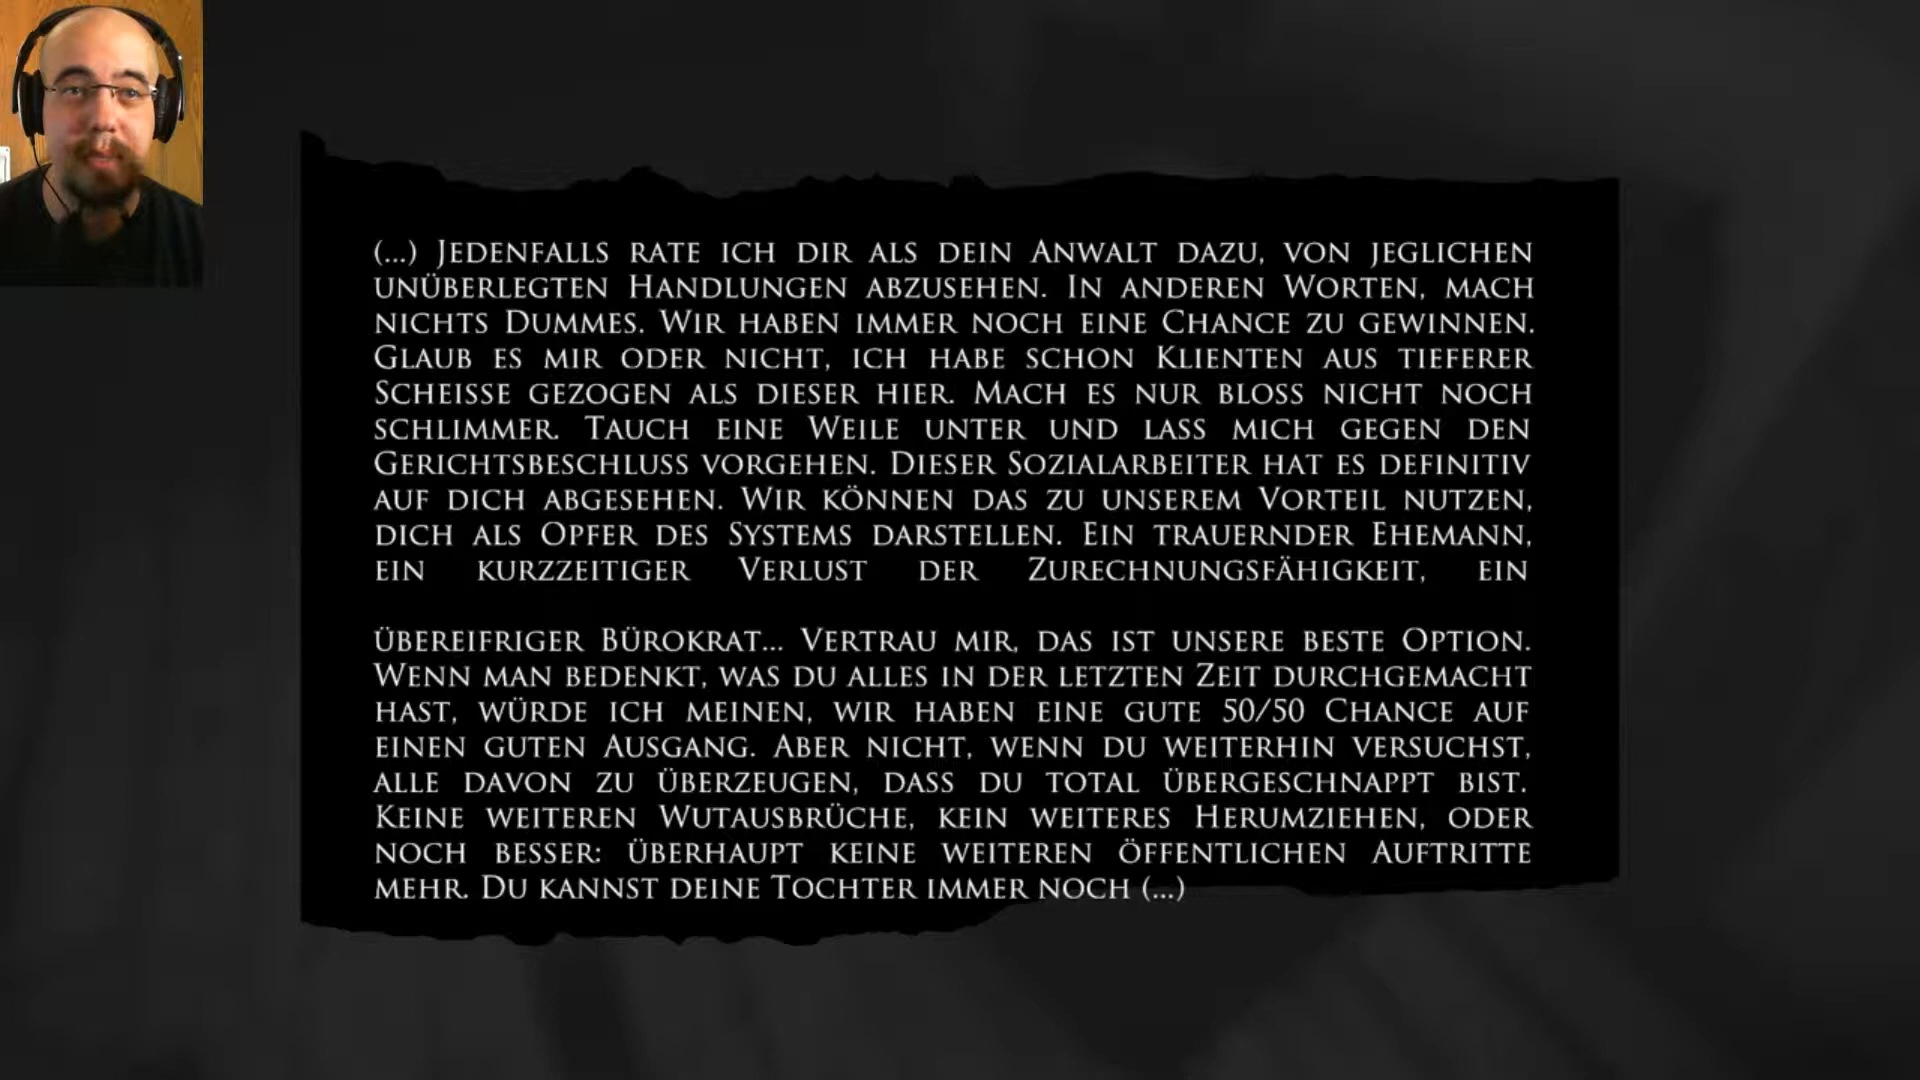 (...) Jedenfalls rate ich dir als dein Anwalt dazu, von jeglichen
unüberlegten Handlungen abzusehen. In anderen Worten, mach
nichts Dummes. Wir haben immer noch eine Chance zu gewinnen.
Glaub es mir oder nicht, ich habe schon Klienten aus tieferer
Scheisse gezogen als dieser hier. Mach es nur bloss nicht noch
schlimmer. Tauch eine Weile unter und lass mich gegen den
Gerichtsbeschluss vorgehen. Dieser Sozialarbeiter hat es definitiv
auf dich abgesehen. Wir können das zu unserem Vorteil nutzen,
dich als Opfer des Systems darstellen. Ein trauernder Ehemann,
ein kurzzeitiger Verlust der Zurechnungsfähigkeit, ein
übereifriger Bürokrat... Vertrau mir, das ist unsere beste Option.
Wenn man bedenkt, was du alles in der letzten Zeit durchgemacht
hast, würde ich meinen, wir haben eine gute 50/50 Chance auf
einen guten Ausgang. Aber nicht, wenn du weiterhin versuchst,
alle davon zu überzeugen, dass du total übergeschnappt bist.
Keine weiteren Wutausbrüche, kein weiteres Herumziehen, oder
noch besser: überhaupt keine weiteren öffentlichen Auftritte
mehr. Du kannst deine Tochter immer noch (...)